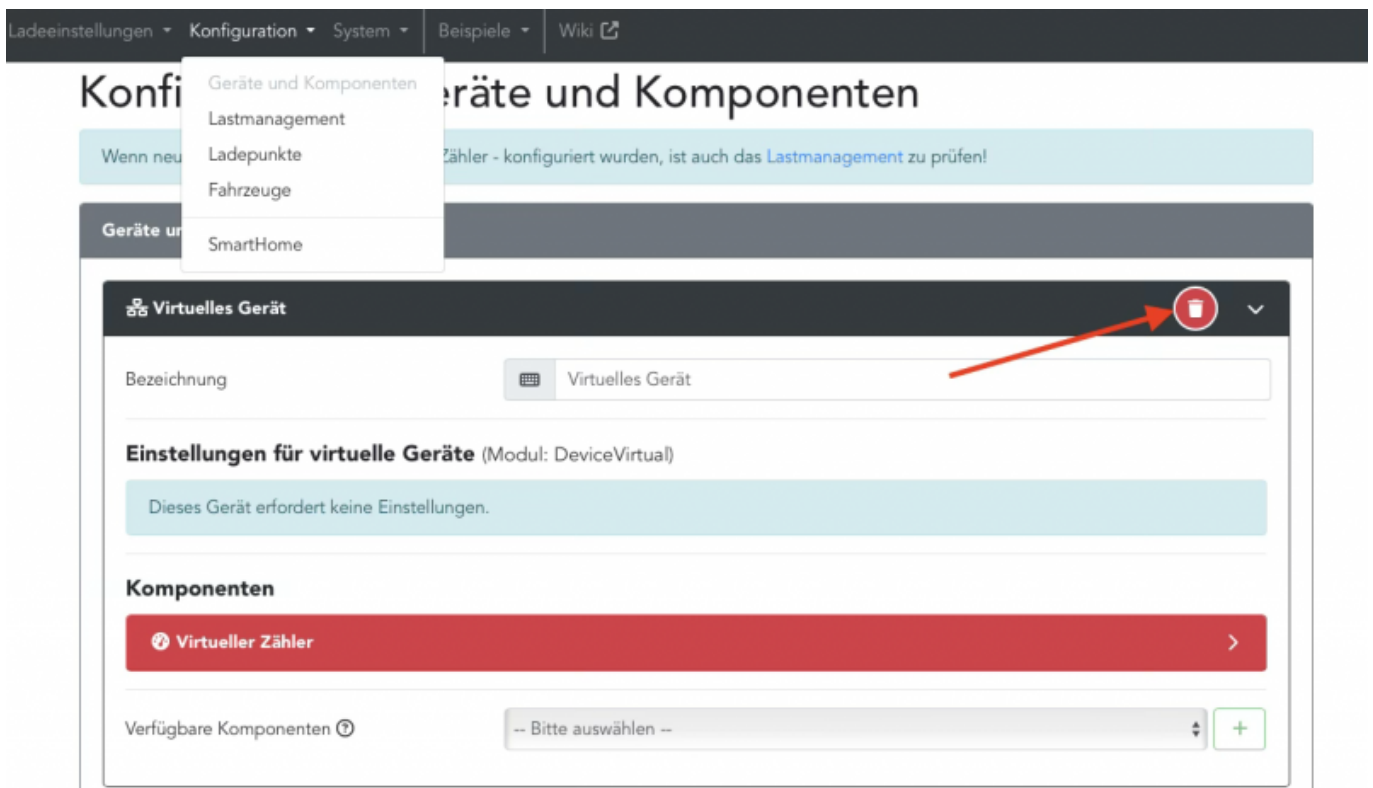 Ladeeinstellungen Konfiguration System Beispiele Wiki
Geräte und Komponenten
Lastmanagement
Ladepunkte
Fahrzeuge
SmartHome
Konfi räte und Komponenten
Wenn neu Zähler - konfiguriert wurden, ist auch das Lastmanagement zu prüfen!
Geräte un
Virtuelles Gerät
Bezeichnung Virtuelles Gerät
Einstellungen für virtuelle Geräte (Modul: DeviceVirtual)
Dieses Gerät erfordert keine Einstellungen.
Komponenten
Virtueller Zähler
Verfügbare Komponenten -- Bitte auswählen --